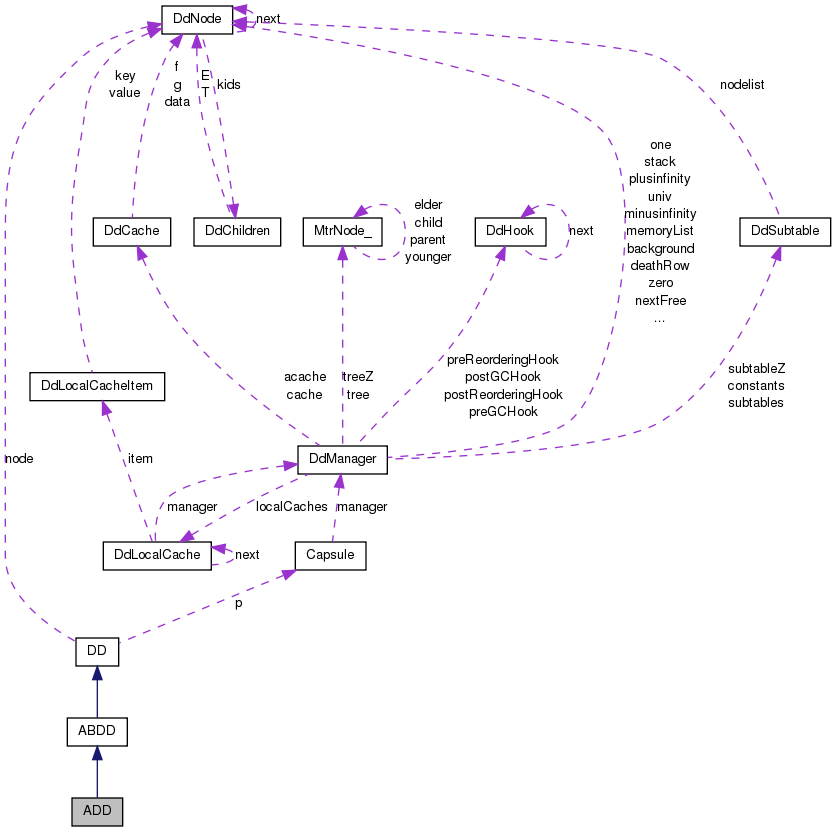 DdNode
next
key
value
f
g
data
E
T
kids
nodelist
one
stack
plusinfinity
univ
minusinfinity
memoryList
background
deathRow
zero
nextFree
...
DdCache
DdChildren
MtrNode_
elder
child
parent
younger
DdHook
next
DdSubtable
DdLocalCacheItem
acache
cache
treeZ
tree
preReorderingHook
postGCHook
postReorderingHook
preGCHook
subtableZ
constants
subtables
node
item
DdManager
manager
localCaches
manager
DdLocalCache
next
Capsule
p
DD
ABDD
ADD